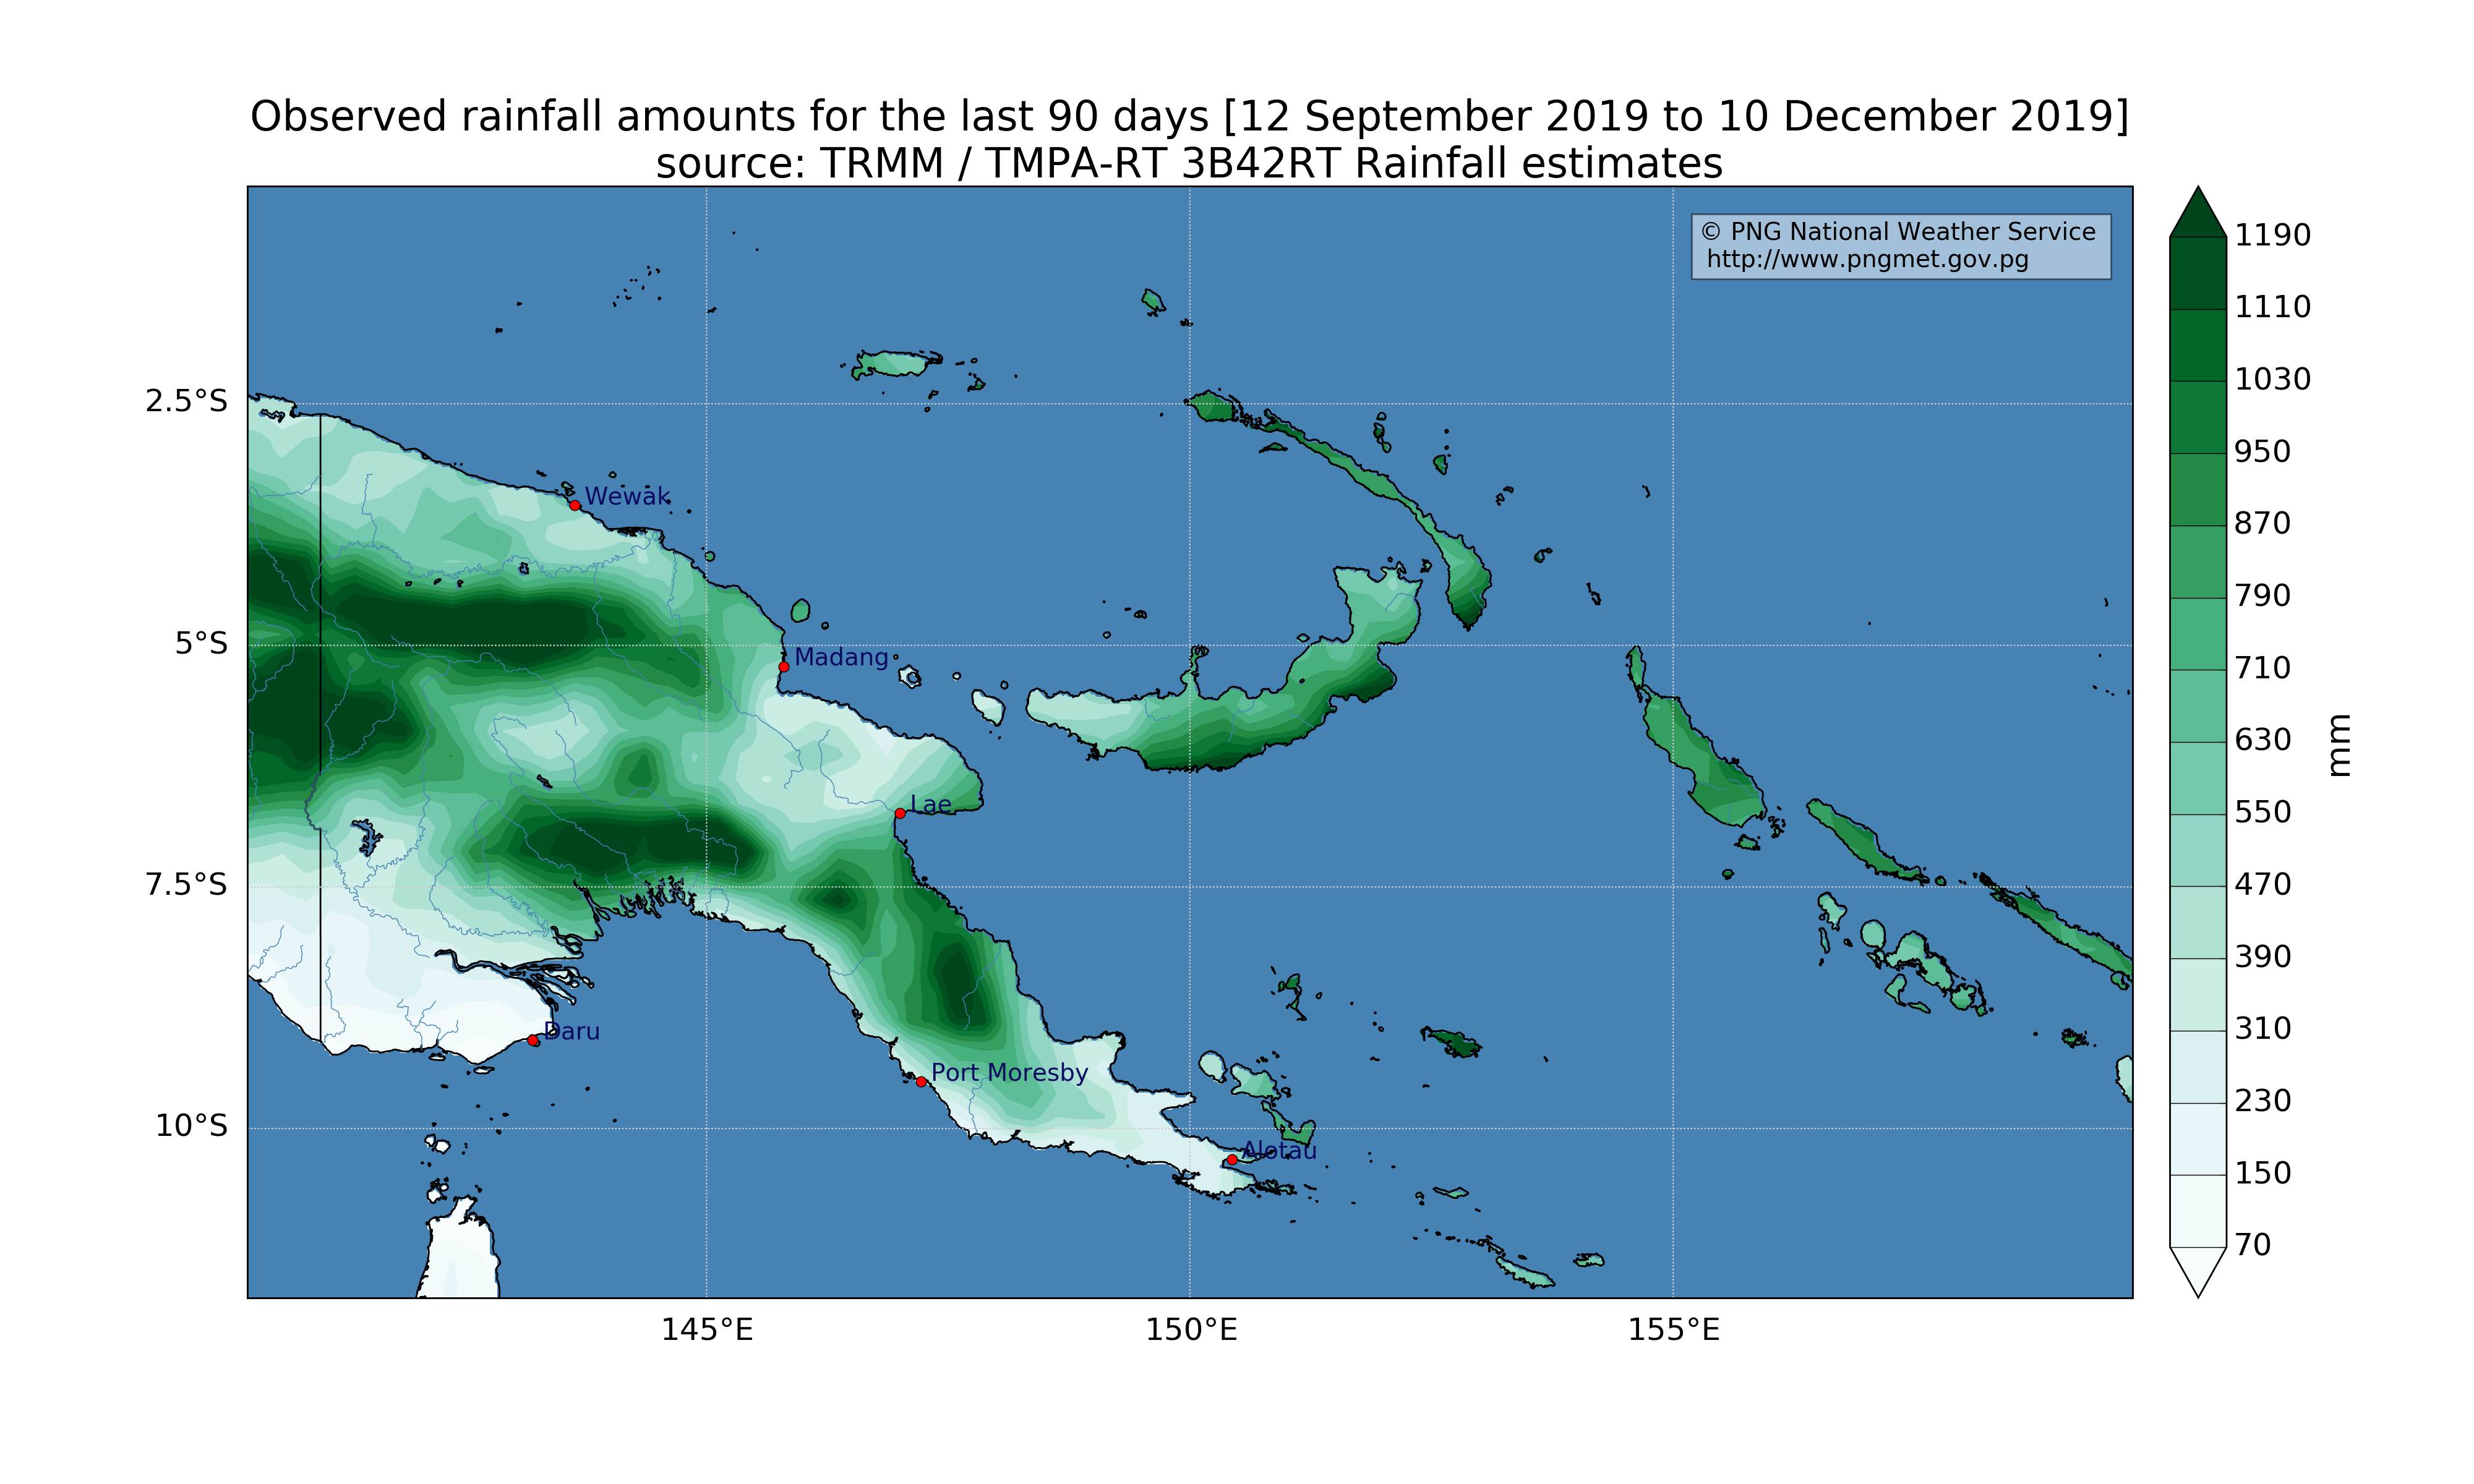 Observed rainfall amounts for the last 90 days [12 September 2019 to 10 December 2019]
source: TRMM / TMPA-RT 3B42RT Rainfall estimates
© PNG National Weather Service
http://www.pngmet.gov.pg
1190
1110
1030
950
870
790
710
630
550
470
390
310
230
150
70
mm
2.5°S
5°S
7.5°S
10°S
Wewak
Madang
Lae
Daru
Port Moresby
Alotau
145°E
150°E
155°E